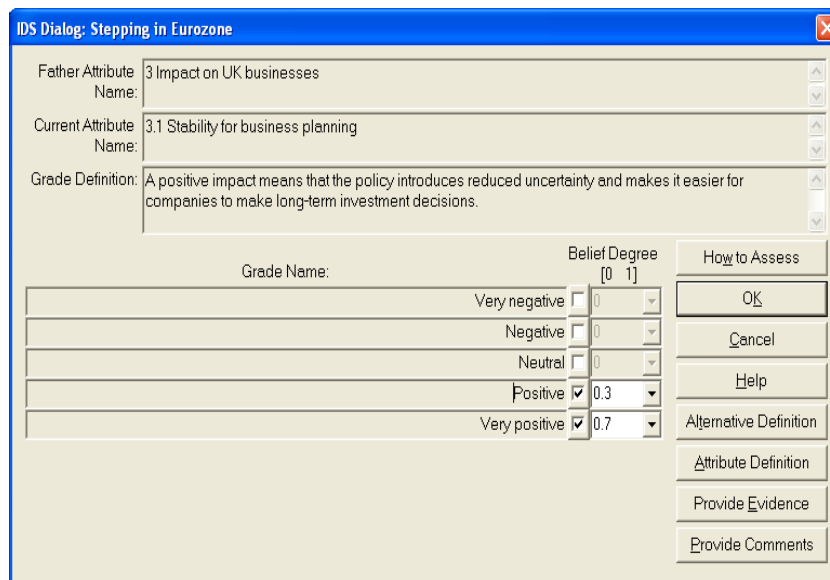 IDS Dialog: Stepping in Eurozone
Father Attribute Name: 3 Impact on UK businesses
Current Attribute Name: 3.1 Stability for business planning
Grade Definition: A positive impact means that the policy introduces reduced uncertainty and makes it easier for
companies to make long-term investment decisions.
Grade Name:
Belief Degree
[0 1]
Very negative 0
Negative 0
Neutral 0
Positive 0.3
Very positive 0.7
How to Assess
OK
Cancel
Help
Alternative Definition
Attribute Definition
Provide Evidence
Provide Comments